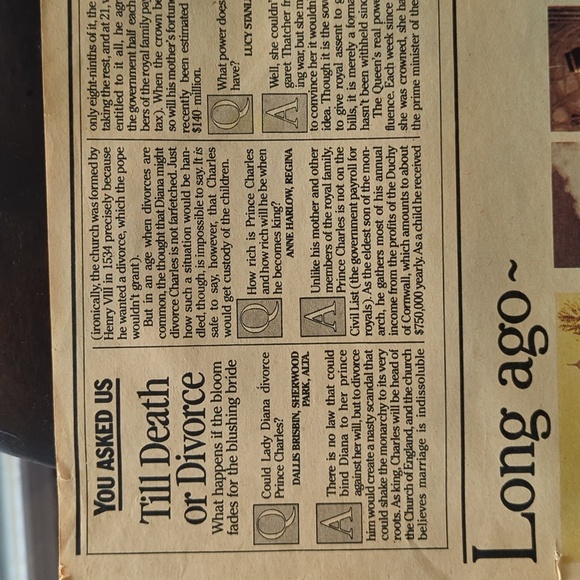 YOU ASKED US
Till Death
or Divorce
What happens if the bloom
fades for the blushing bride
Q Could Lady Diana divorce
Prince Charles?
DALLIS BRISBIN, SHERWOOD
PARK, ALTA.
A There is no law that could
bind Diana to her prince
against her will, but to divorce
him would create a nasty scandal that
could shake the monarchy to its very
roots. As king, Charles will be head of
the Church of England, and the church
believes marriage is indissoluble
(ironically, the church was formed by
Henry VIII in 1534 precisely because
he wanted a divorce, which the pope
wouldn't grant).
But in an age when divorces are
common, the thought that Diana might
divorce Charles is not farfetched. Just
how such a situation would be han-
dled, though, is impossible to say. It is
safe to say, however, that Charles
would get custody of the children.
Q How rich is Prince Charles
and how rich will he be when
he becomes king?
ANNE HARLOW, REGINA
A Unlike his mother and other
members of the royal family,
Prince Charles is not on the
Civil List (the government payroll for
royals). As the eldest son of the mon-
arch, he gathers most of his annual
income from the profits of the Duchy
of Cornwall, which amounts to about
$750,000 yearly. As a child he received
only eight-ninths of it, the
taking the rest, and at 21, w
entitled to it all, he agr
the government half each
bers of the royal family pay
tax). When the crown be
so will his mother's fortun
recently been estimated
$140 million.
Q What power does
have?
LUCY STANL
A Well, she couldn'
garet Thatcher fr
ing war, but she m
to convince her it wouldn
idea. Though it is the sov
to give royal assent to g
bills, it is merely a forma
hasn't been withheld sinc
The Queen's real powe
fluence. Each week since
she was crowned, she ha
the prime minister of the
Long ago~